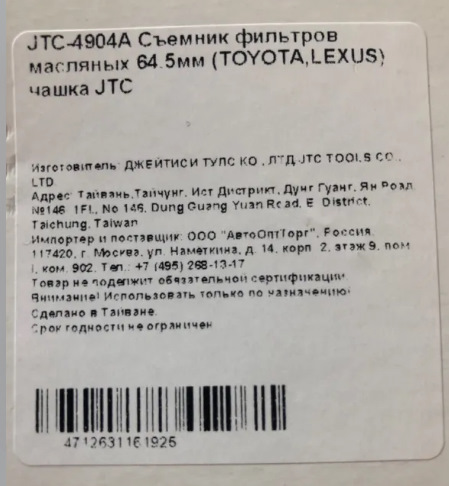 JTC-4904A Съемник фильтров
масляных 64.5мм (TOYOTA,LEXUS)
чашка JTC
Изготовитель: ДЖЕЙТИСИ ТУЛС КО., ЛТД JTC TOOLS CO.,
LTD
Адрес: Тайвань,Тайчунг, Ист Дистрикт, Дунг Гуанг, Ян Роад,
№146. 1FL, No 146, Dung Guang Yuan Road, E. District,
Taichung, Taiwan
Импортер и поставщик: ООО "АвтоОптТорг", Россия,
117420, г. Москва, ул. Наметкина, д. 14, корп. 2, этаж 9, пом
I, ком. 902. Тел.: +7 (495) 268-13-17
Товар не подлежит обязательной сертификации.
Внимание! Использовать только по назначению!
Сделано в Тайване.
Срок годности не ограничен
4712631161925